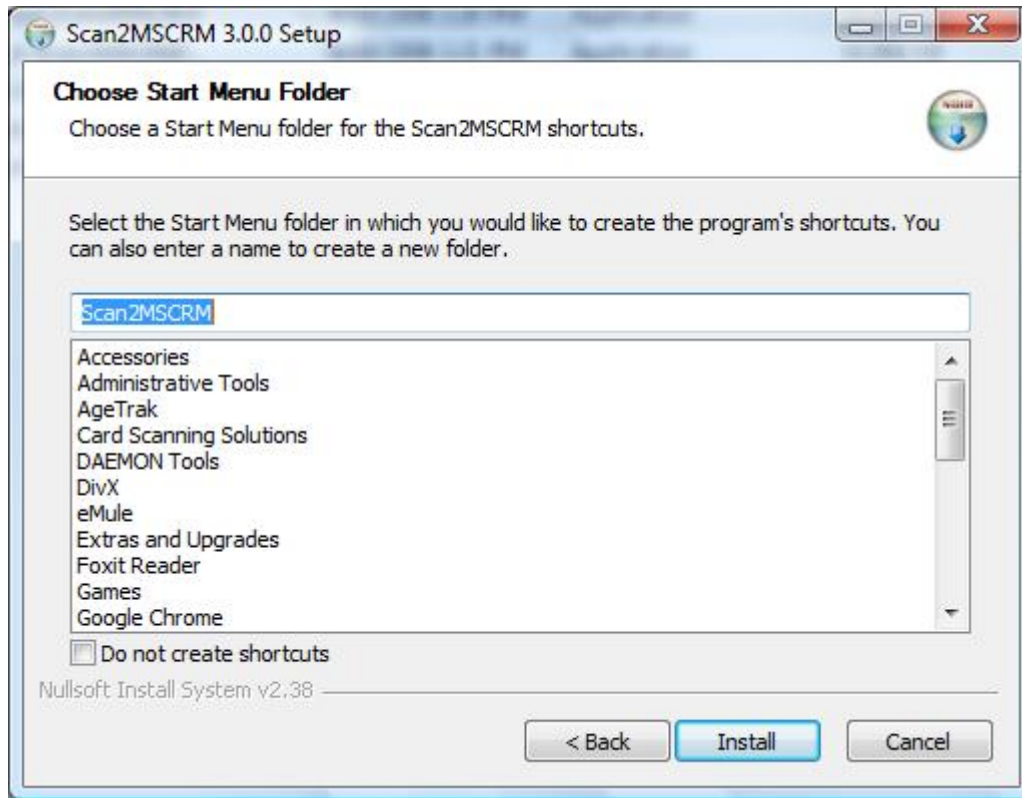 Scan2MSCRM 3.0.0 Setup
Choose Start Menu Folder
Choose a Start Menu folder for the Scan2MSCRM shortcuts.
Select the Start Menu folder in which you would like to create the program's shortcuts. You
can also enter a name to create a new folder.
Scan2MSCRM
Accessories
Administrative Tools
AgeTrak
Card Scanning Solutions
DAEMON Tools
DivX
eMule
Extras and Upgrades
Foxit Reader
Games
Google Chrome
Do not create shortcuts
Nullsoft Install System v2.38
< Back
Install
Cancel